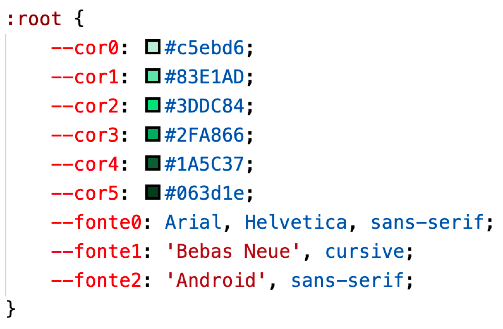 :root {
    --cor0: #c5ebd6;
    --cor1: #83E1AD;
    --cor2: #3DDC84;
    --cor3: #2FA866;
    --cor4: #1A5C37;
    --cor5: #063d1e;
    --fonte0: Arial, Helvetica, sans-serif;
    --fonte1: 'Bebas Neue', cursive;
    --fonte2: 'Android', sans-serif;
}